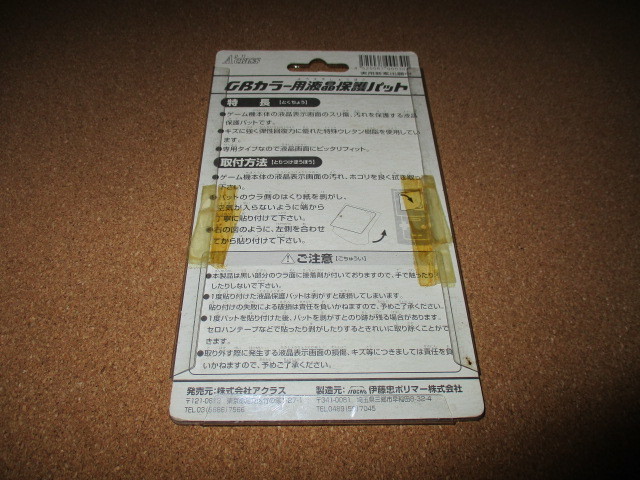 GBカラー用液晶保護パット
特 長 【とくちょう】
●ゲーム機本体の液晶表示画面のスリ傷、汚れを保護する液晶
保護パットです。
●キズに強く弾性回復力に優れた特殊ウレタン樹脂を使用してい
ます。
●専用タイプなので液晶画面にピッタリフィット。
取付方法 【とりつけほうほう】
●ゲーム機本体の液晶表示画面の汚れ、ホコリを良く拭き取って
下さい。
●パットのウラ側のはくり紙を剥がし、
空気が入らないように端から
丁寧に貼り付けて下さい。
●右の図のように、左側を合わせ
てから貼り付けて下さい。
ご注意 【ごちゅうい】
●本製品は黒い部分のウラ面に接着剤が付いておりますので、手で触ったり
したりしないで下さい。
●1度貼り付けた液晶保護パットは剥がすと破損してしまいます。
貼り付けの失敗による破損は責任を負いかねますので、予めご了承ください。
●1度パットを貼り付けた後、パットを剥がすとのり跡が残る場合があります。
セロハンテープなどで貼ったり剥がしたりするときれいに取り除くことがで
きます。
●取り外す際に発生する液晶表示画面の損傷、キズ等につきましては責任を負
いかねますので、予めご了承ください。
発売元:株式会社アクラス 製造元: 伊藤忠ポリマー株式会社